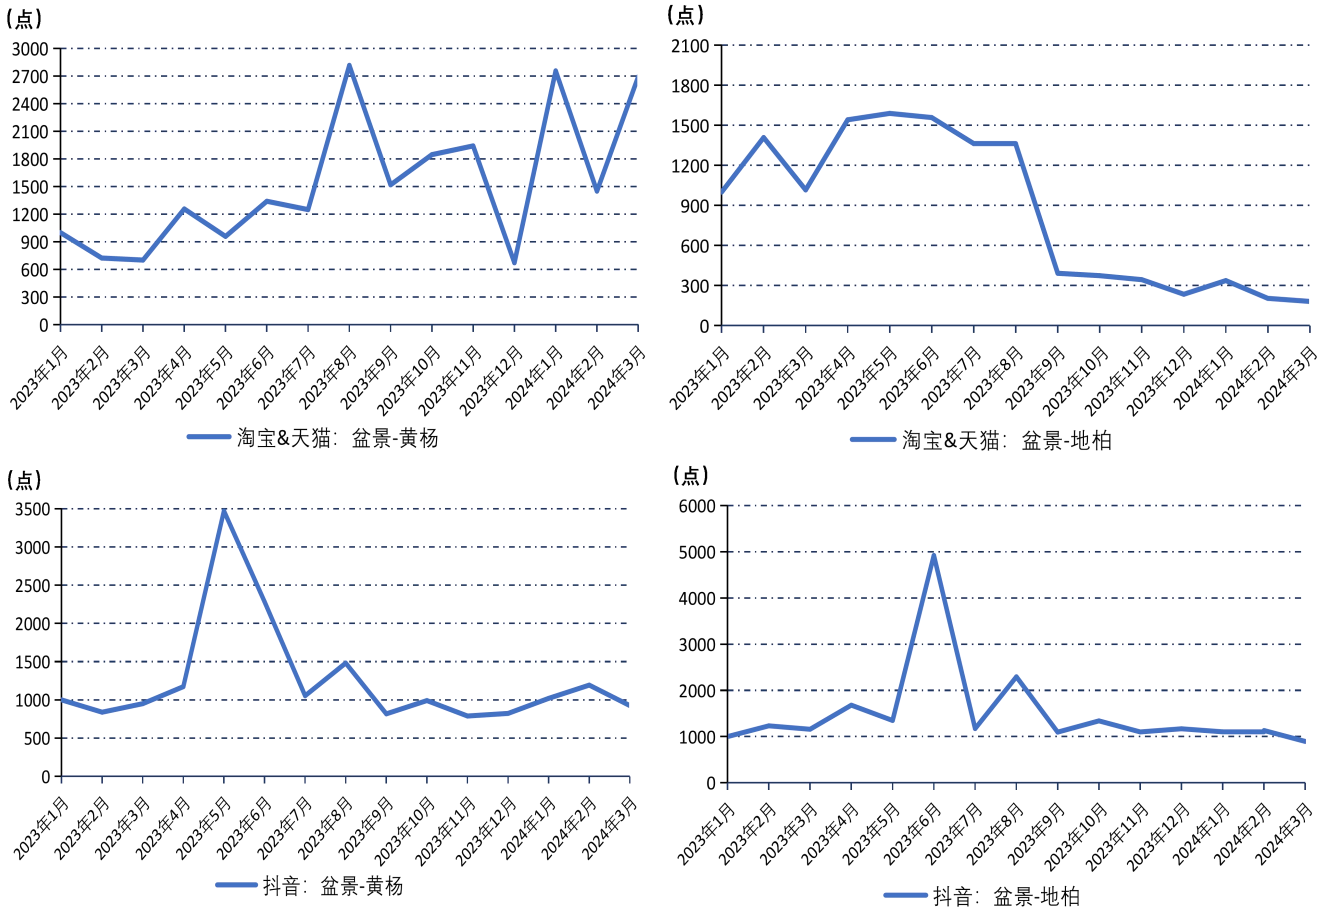 (点)
3000
2700
2400
2100
1800
1500
1200
900
600
300
0
2023年1月
2023年2月
2023年3月
2023年4月
2023年5月
2023年6月
2023年7月
2023年8月
2023年9月
2023年10月
2023年11月
2023年12月
2024年1月
2024年2月
2024年3月
淘宝&天猫：盆景-黄杨
(点)
2100
1800
1500
1200
900
600
300
0
2023年1月
2023年2月
2023年3月
2023年4月
2023年5月
2023年6月
2023年7月
2023年8月
2023年9月
2023年10月
2023年11月
2023年12月
2024年1月
2024年2月
2024年3月
淘宝&天猫：盆景-地柏
(点)
3500
3000
2500
2000
1500
1000
500
0
2023年1月
2023年2月
2023年3月
2023年4月
2023年5月
2023年6月
2023年7月
2023年8月
2023年9月
2023年10月
2023年11月
2023年12月
2024年1月
2024年2月
2024年3月
抖音：盆景-黄杨
(点)
6000
5000
4000
3000
2000
1000
0
2023年1月
2023年2月
2023年3月
2023年4月
2023年5月
2023年6月
2023年7月
2023年8月
2023年9月
2023年10月
2023年11月
2023年12月
2024年1月
2024年2月
2024年3月
抖音：盆景-地柏